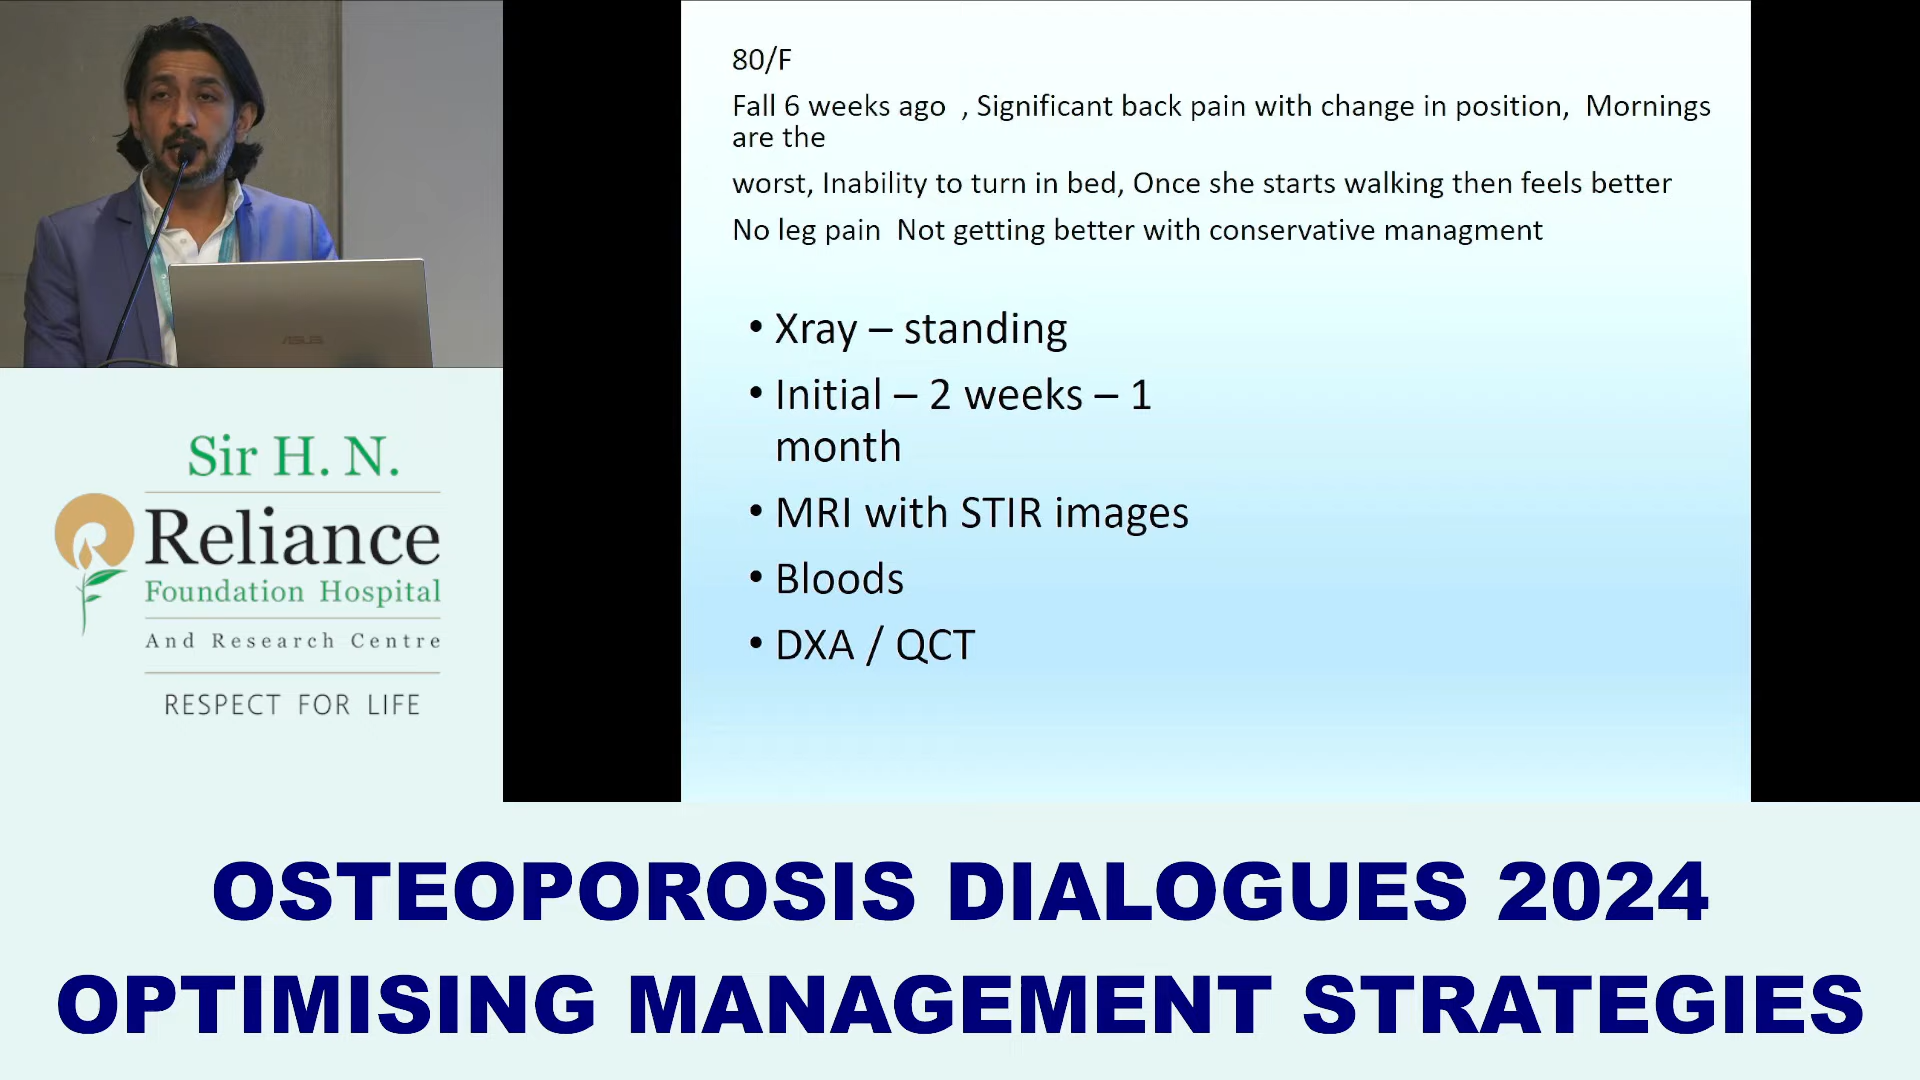 80/F
Fall 6 weeks ago , Significant back pain with change in position, Mornings
are the
worst, Inability to turn in bed, Once she starts walking then feels better
No leg pain Not getting better with conservative managment
• Xray – standing
• Initial – 2 weeks – 1
month
• MRI with STIR images
• Bloods
• DXA / QCT
ASUS
Sir H. N.
Reliance
Foundation Hospital
And Research Centre
RESPECT FOR LIFE
OSTEOPOROSIS DIALOGUES 2024
OPTIMISING MANAGEMENT STRATEGIES